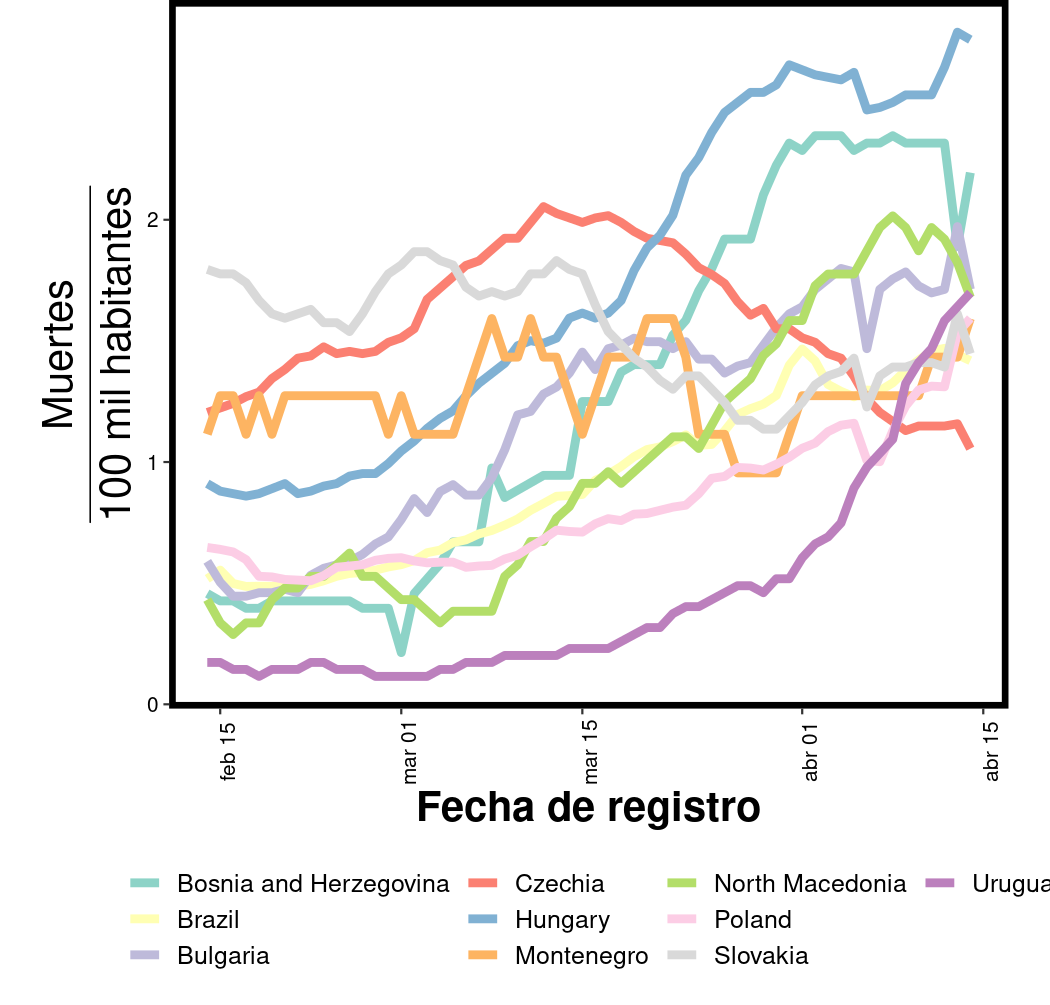 Muertes
100 mil habitantes
2
1
0
feb 15
mar 01
mar 15
abr 01
abr 15
Fecha de registro
Bosnia and Herzegovina
Czechia
North Macedonia
Urugua
Brazil
Hungary
Poland
Bulgaria
Montenegro
Slovakia